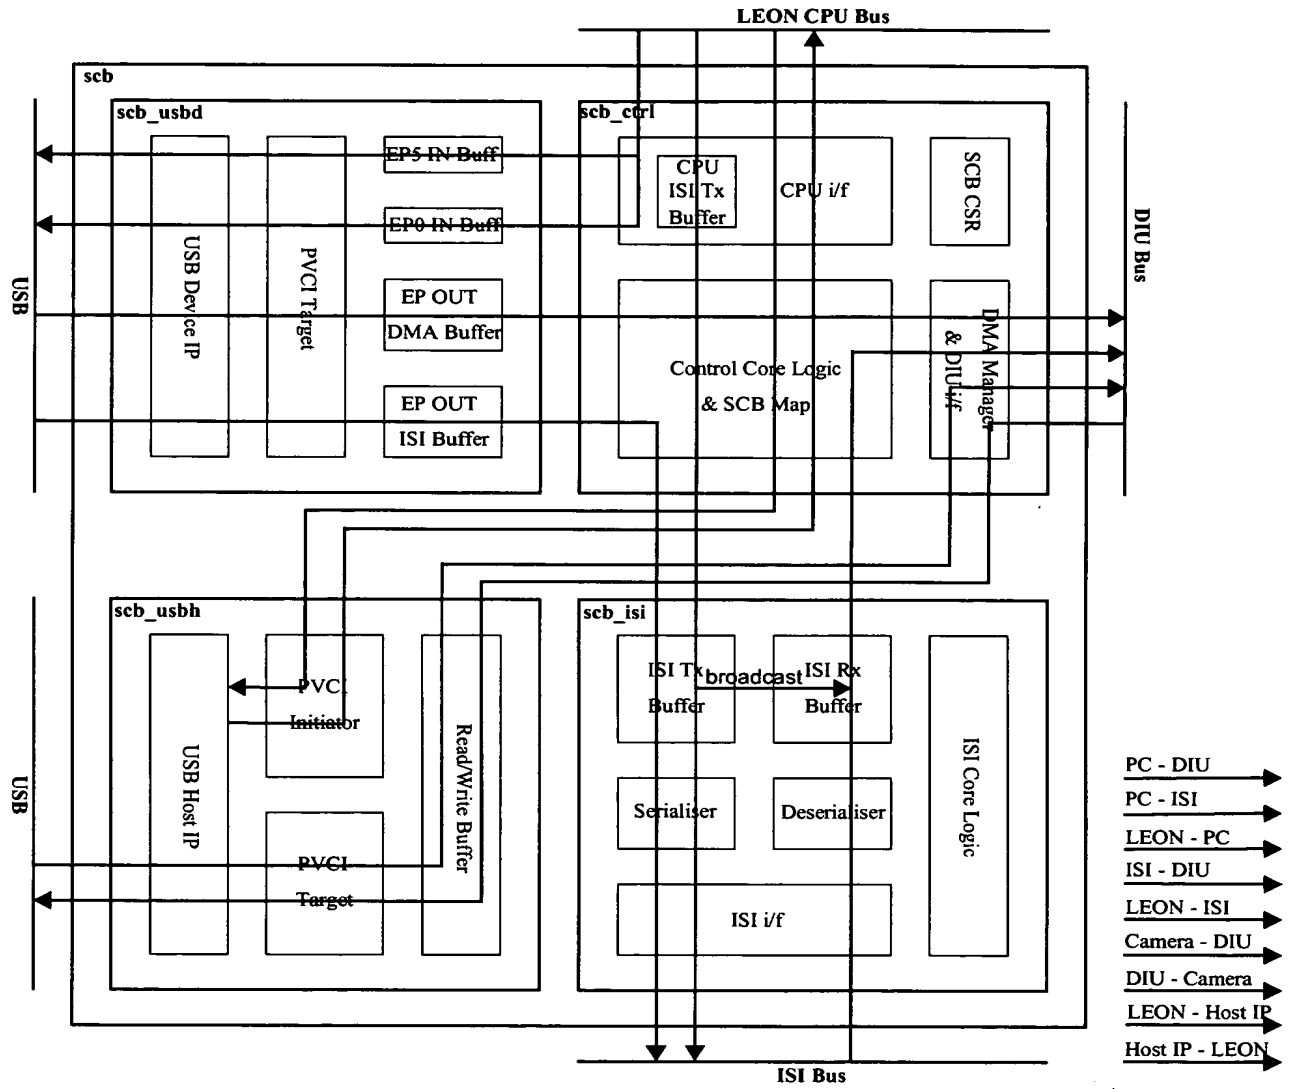 LEON CPU Bus
scb
scb_usbd
scb_ctrl
EP5 IN Buff
EP0 IN Buff
EP OUT
DMA Buffer
EP OUT
ISI Buffer
USB Device IP
PVCI Target
USB
CPU
ISI Tx
Buffer
CPU i/f
SCB CSR
Control Core Logic
& SCB Map
DMA Manager
& DIU i/f
DIU Bus
scb_usbh
scb_isi
USB
USB Host IP
PVCI
Initiator
PVCI
Target
Read/Write Buffer
ISI Tx
Buffer
broadcast
ISI Rx
Buffer
Serialiser
Deserialiser
ISI i/f
ISI Core Logic
PC - DIU
PC - ISI
LEON - PC
ISI - DIU
LEON - ISI
Camera - DIU
DIU - Camera
LEON - Host IP
Host IP - LEON
ISI Bus